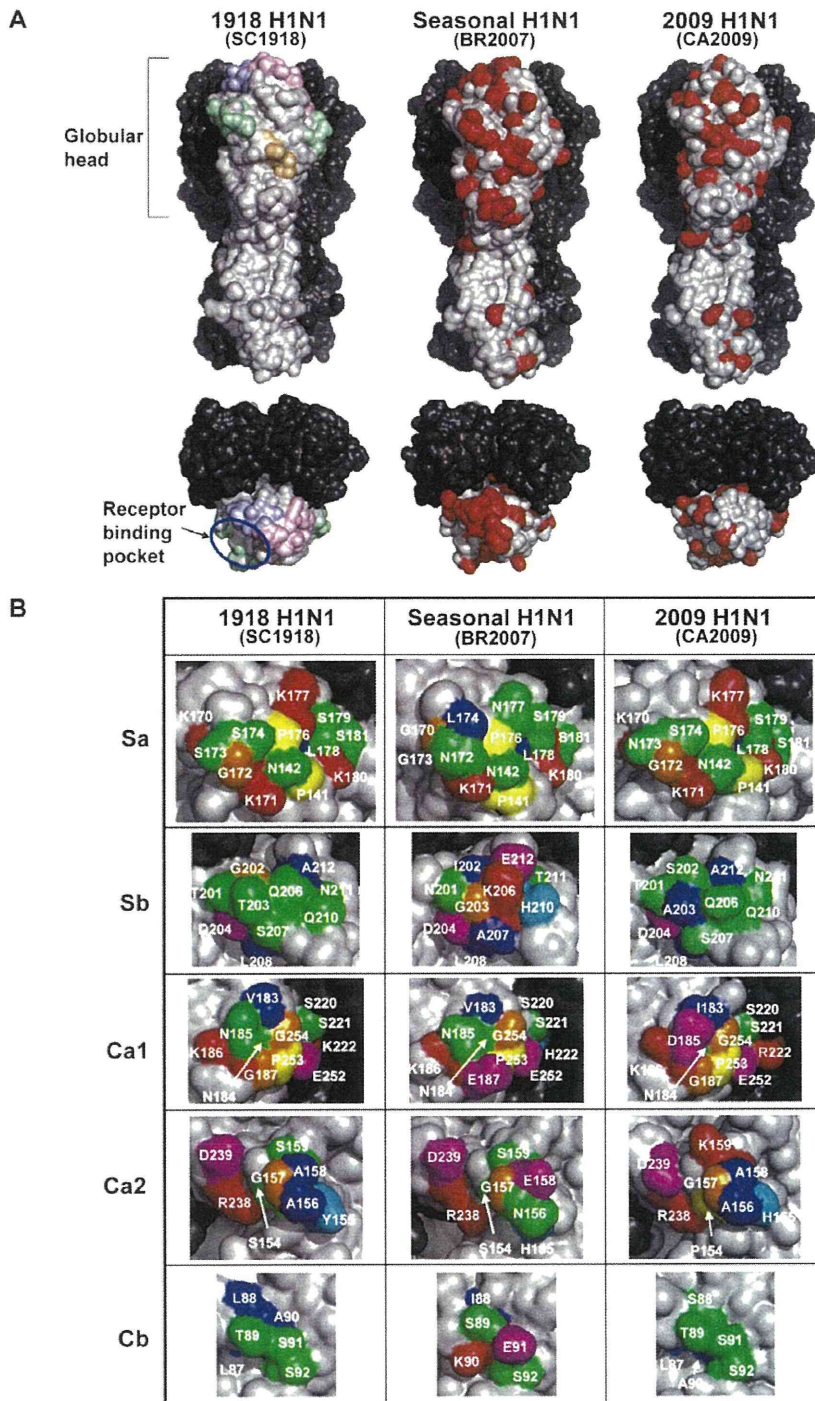 A
1918 H1N1
(SC1918)
Seasonal H1N1
(BR2007)
2009 H1N1
(CA2009)
Globular
head
Receptor
binding
pocket
B
1918 H1N1
(SC1918)
Seasonal H1N1
(BR2007)
2009 H1N1
(CA2009)
Sa
K177
K170
S174
P176
S179
S181
S173
L178
G172
N142
K180
K171
P141
N177
L174
S179
G170
P176
S181
G173
N172
L178
N142
K180
K171
P141
K177
K170
S174
P176
S179
N173
L178
S181
G172
N142
K180
K171
P141
Sb
G202
A212
T201
Q206
N211
T203
Q210
D204
S207
L208
I202
E212
N201
K206
T211
G203
H210
D204
A207
L208
S202
A212
T201
A203
Q206
Q210
D204
S207
L208
Ca1
V183
S220
N185
S221
G254
K222
K186
P253
G187
E252
N184
V183
S220
N185
S221
G254
H222
K186
P253
E187
E252
N184
I183
S220
S221
D185
G254
P253
R222
G187
E252
N184
Ca2
D239
S159
A158
G157
R238
A156
S154
D239
S159
G157
E158
R238
N156
S154
K159
D239
A158
G157
A156
R238
P154
Cb
L88
A90
T89
S91
L87
S92
I88
S89
E91
K90
S92
S88
T89
S91
L87
S92
A90